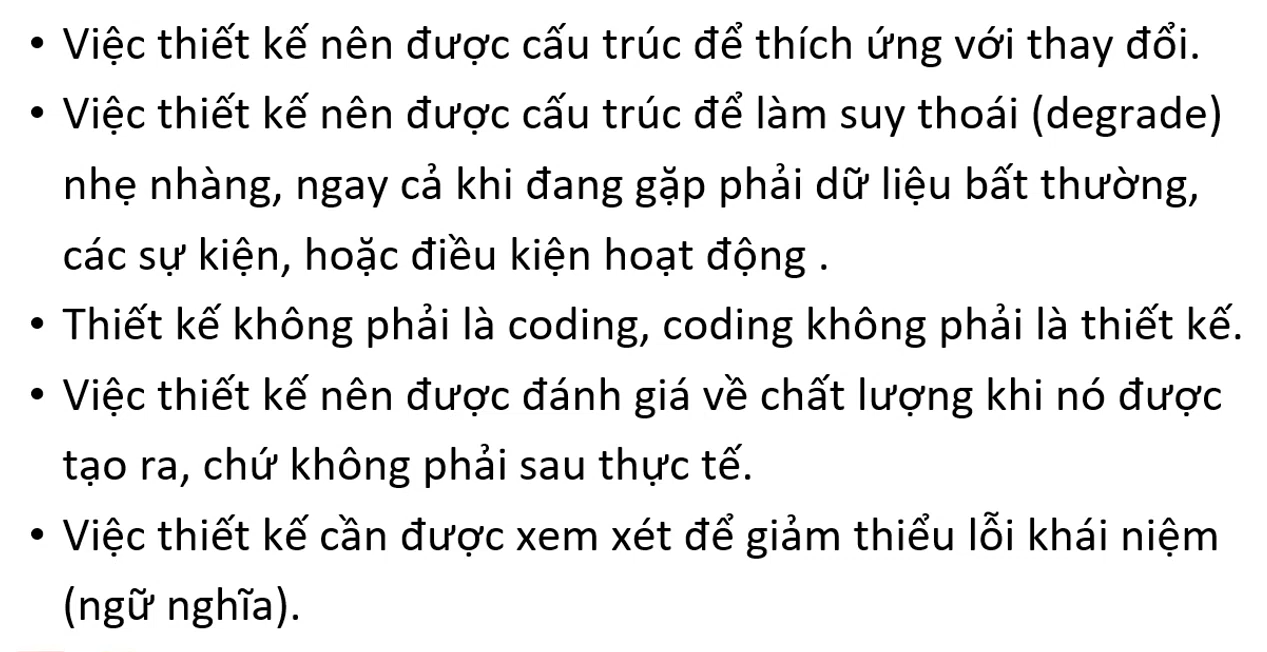 • Việc thiết kế nên được cấu trúc để thích ứng với thay đổi.
• Việc thiết kế nên được cấu trúc để làm suy thoái (degrade)
nhẹ nhàng, ngay cả khi đang gặp phải dữ liệu bất thường,
các sự kiện, hoặc điều kiện hoạt động .
• Thiết kế không phải là coding, coding không phải là thiết kế.
• Việc thiết kế nên được đánh giá về chất lượng khi nó được
tạo ra, chứ không phải sau thực tế.
• Việc thiết kế cần được xem xét để giảm thiểu lỗi khái niệm
(ngữ nghĩa).